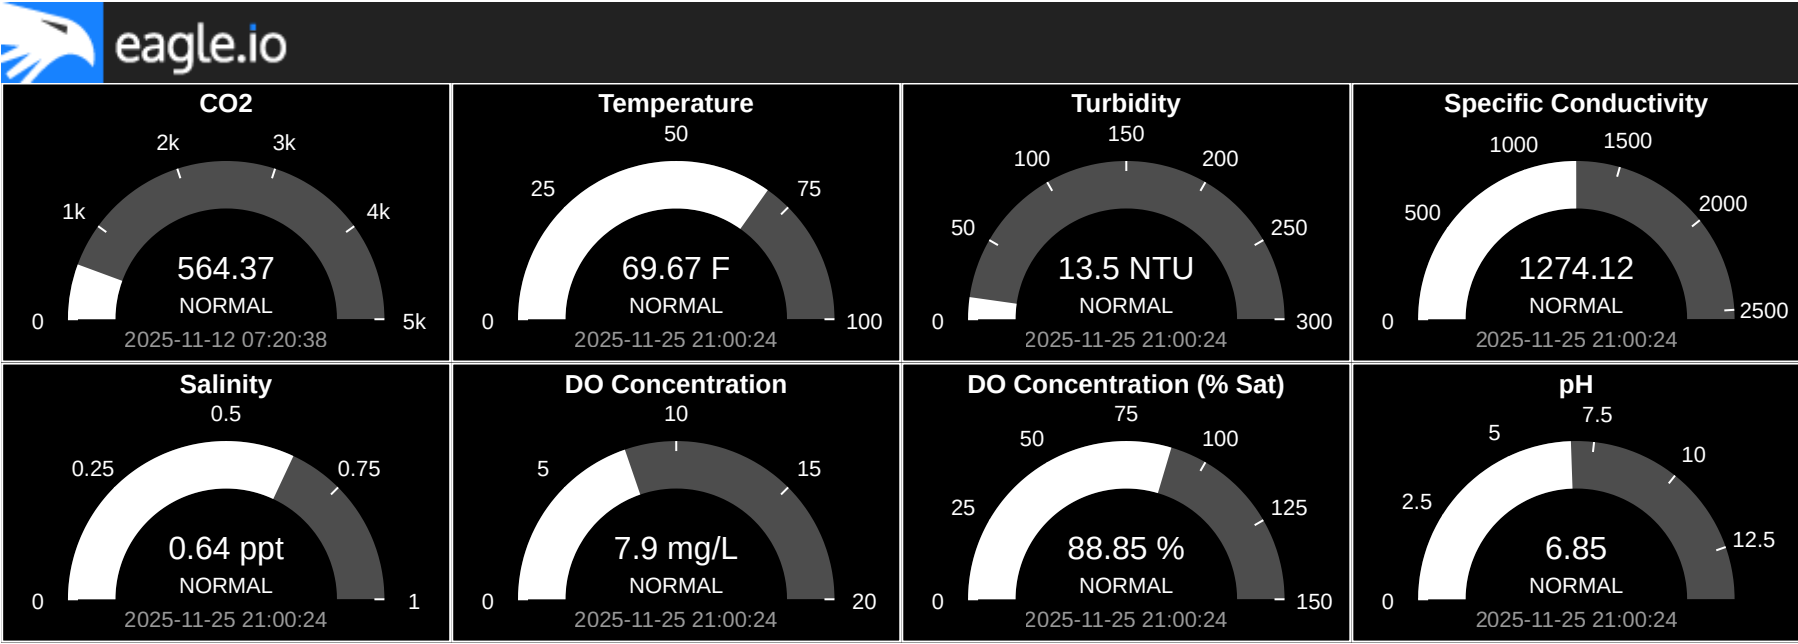 eagle.io
CO2
2k 3k
1k 4k
564.37
NORMAL
0 5k
2025-11-12 07:20:38
Temperature
50
25 75
69.67 F
NORMAL
0 100
2025-11-25 21:00:24
Turbidity
150
100 200
50 250
13.5 NTU
NORMAL
0 300
2025-11-25 21:00:24
Specific Conductivity
1000 1500
500 2000
1274.12
NORMAL
0 2500
2025-11-25 21:00:24
Salinity
0.5
0.25 0.75
0.64 ppt
NORMAL
0 1
2025-11-25 21:00:24
DO Concentration
10
5 15
7.9 mg/L
NORMAL
0 20
2025-11-25 21:00:24
DO Concentration (% Sat)
75
50 100
25 125
88.85 %
NORMAL
0 150
2025-11-25 21:00:24
pH
7.5
5 10
2.5 12.5
6.85
NORMAL
0
2025-11-25 21:00:24